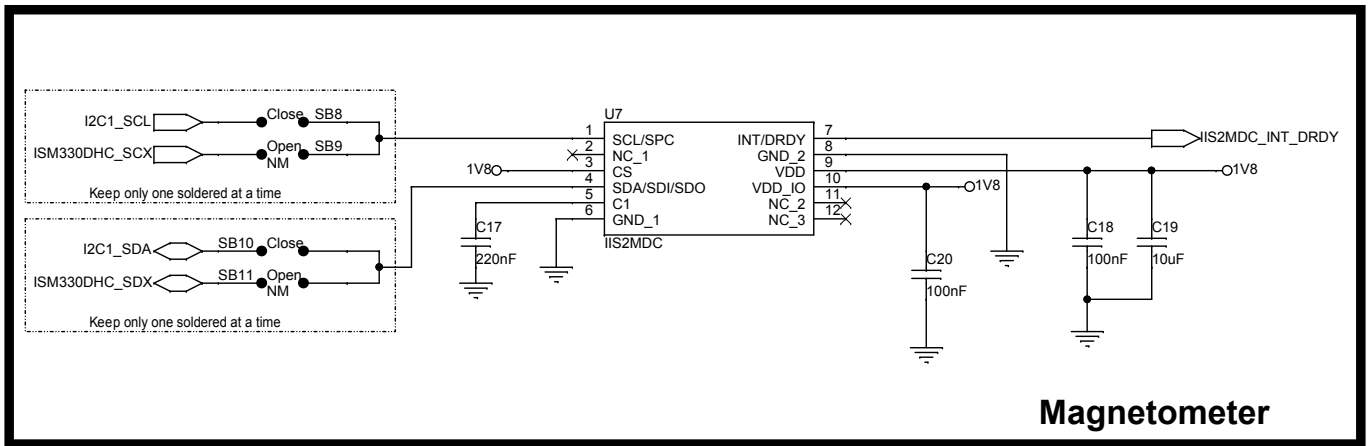 I2C1_SCL
Close
SB8
ISM330DHC_SCX
Open
SB9
NM
Keep only one soldered at a time
I2C1_SDA
SB10
Close
ISM330DHC_SDX
SB11
Open
NM
Keep only one soldered at a time
1V8
C17
220nF
U7
1
SCL/SPC
2
NC_1
3
CS
4
SDA/SDI/SDO
5
C1
6
GND_1
INT/DRDY
7
GND_2
8
VDD
9
VDD_IO
10
NC_2
11
NC_3
12
IIS2MDC
IIS2MDC_INT_DRDY
1V8
1V8
C20
100nF
C18
100nF
C19
10uF
Magnetometer